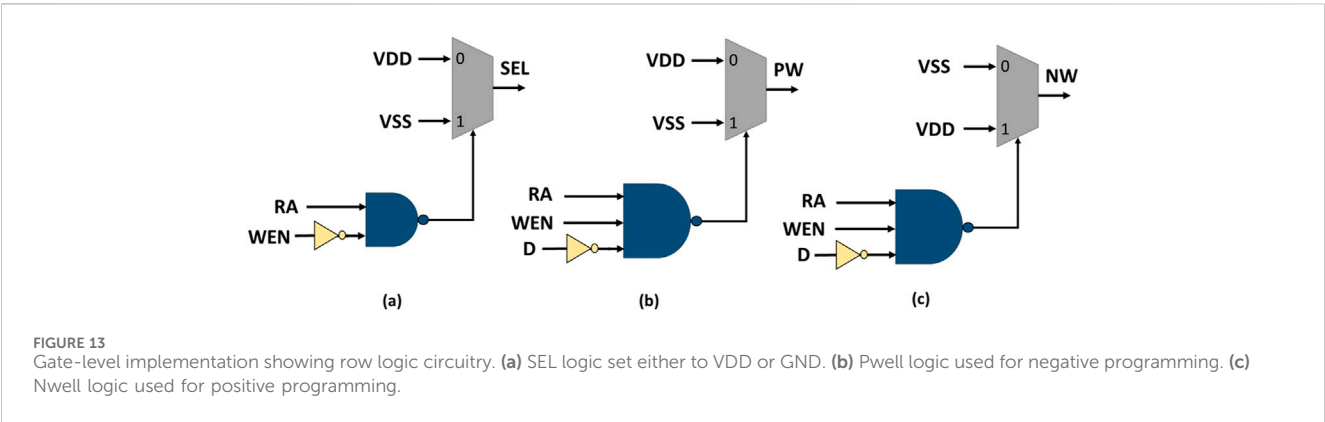 VDD
0
SEL
VSS
1
RA
WEN
(a)
VDD
0
PW
VSS
1
RA
WEN
D
(b)
VSS
0
NW
VDD
1
RA
WEN
D
(c)
FIGURE 13
Gate-level implementation showing row logic circuitry. (a) SEL logic set either to VDD or GND. (b) Pwell logic used for negative programming. (c)
Nwell logic used for positive programming.